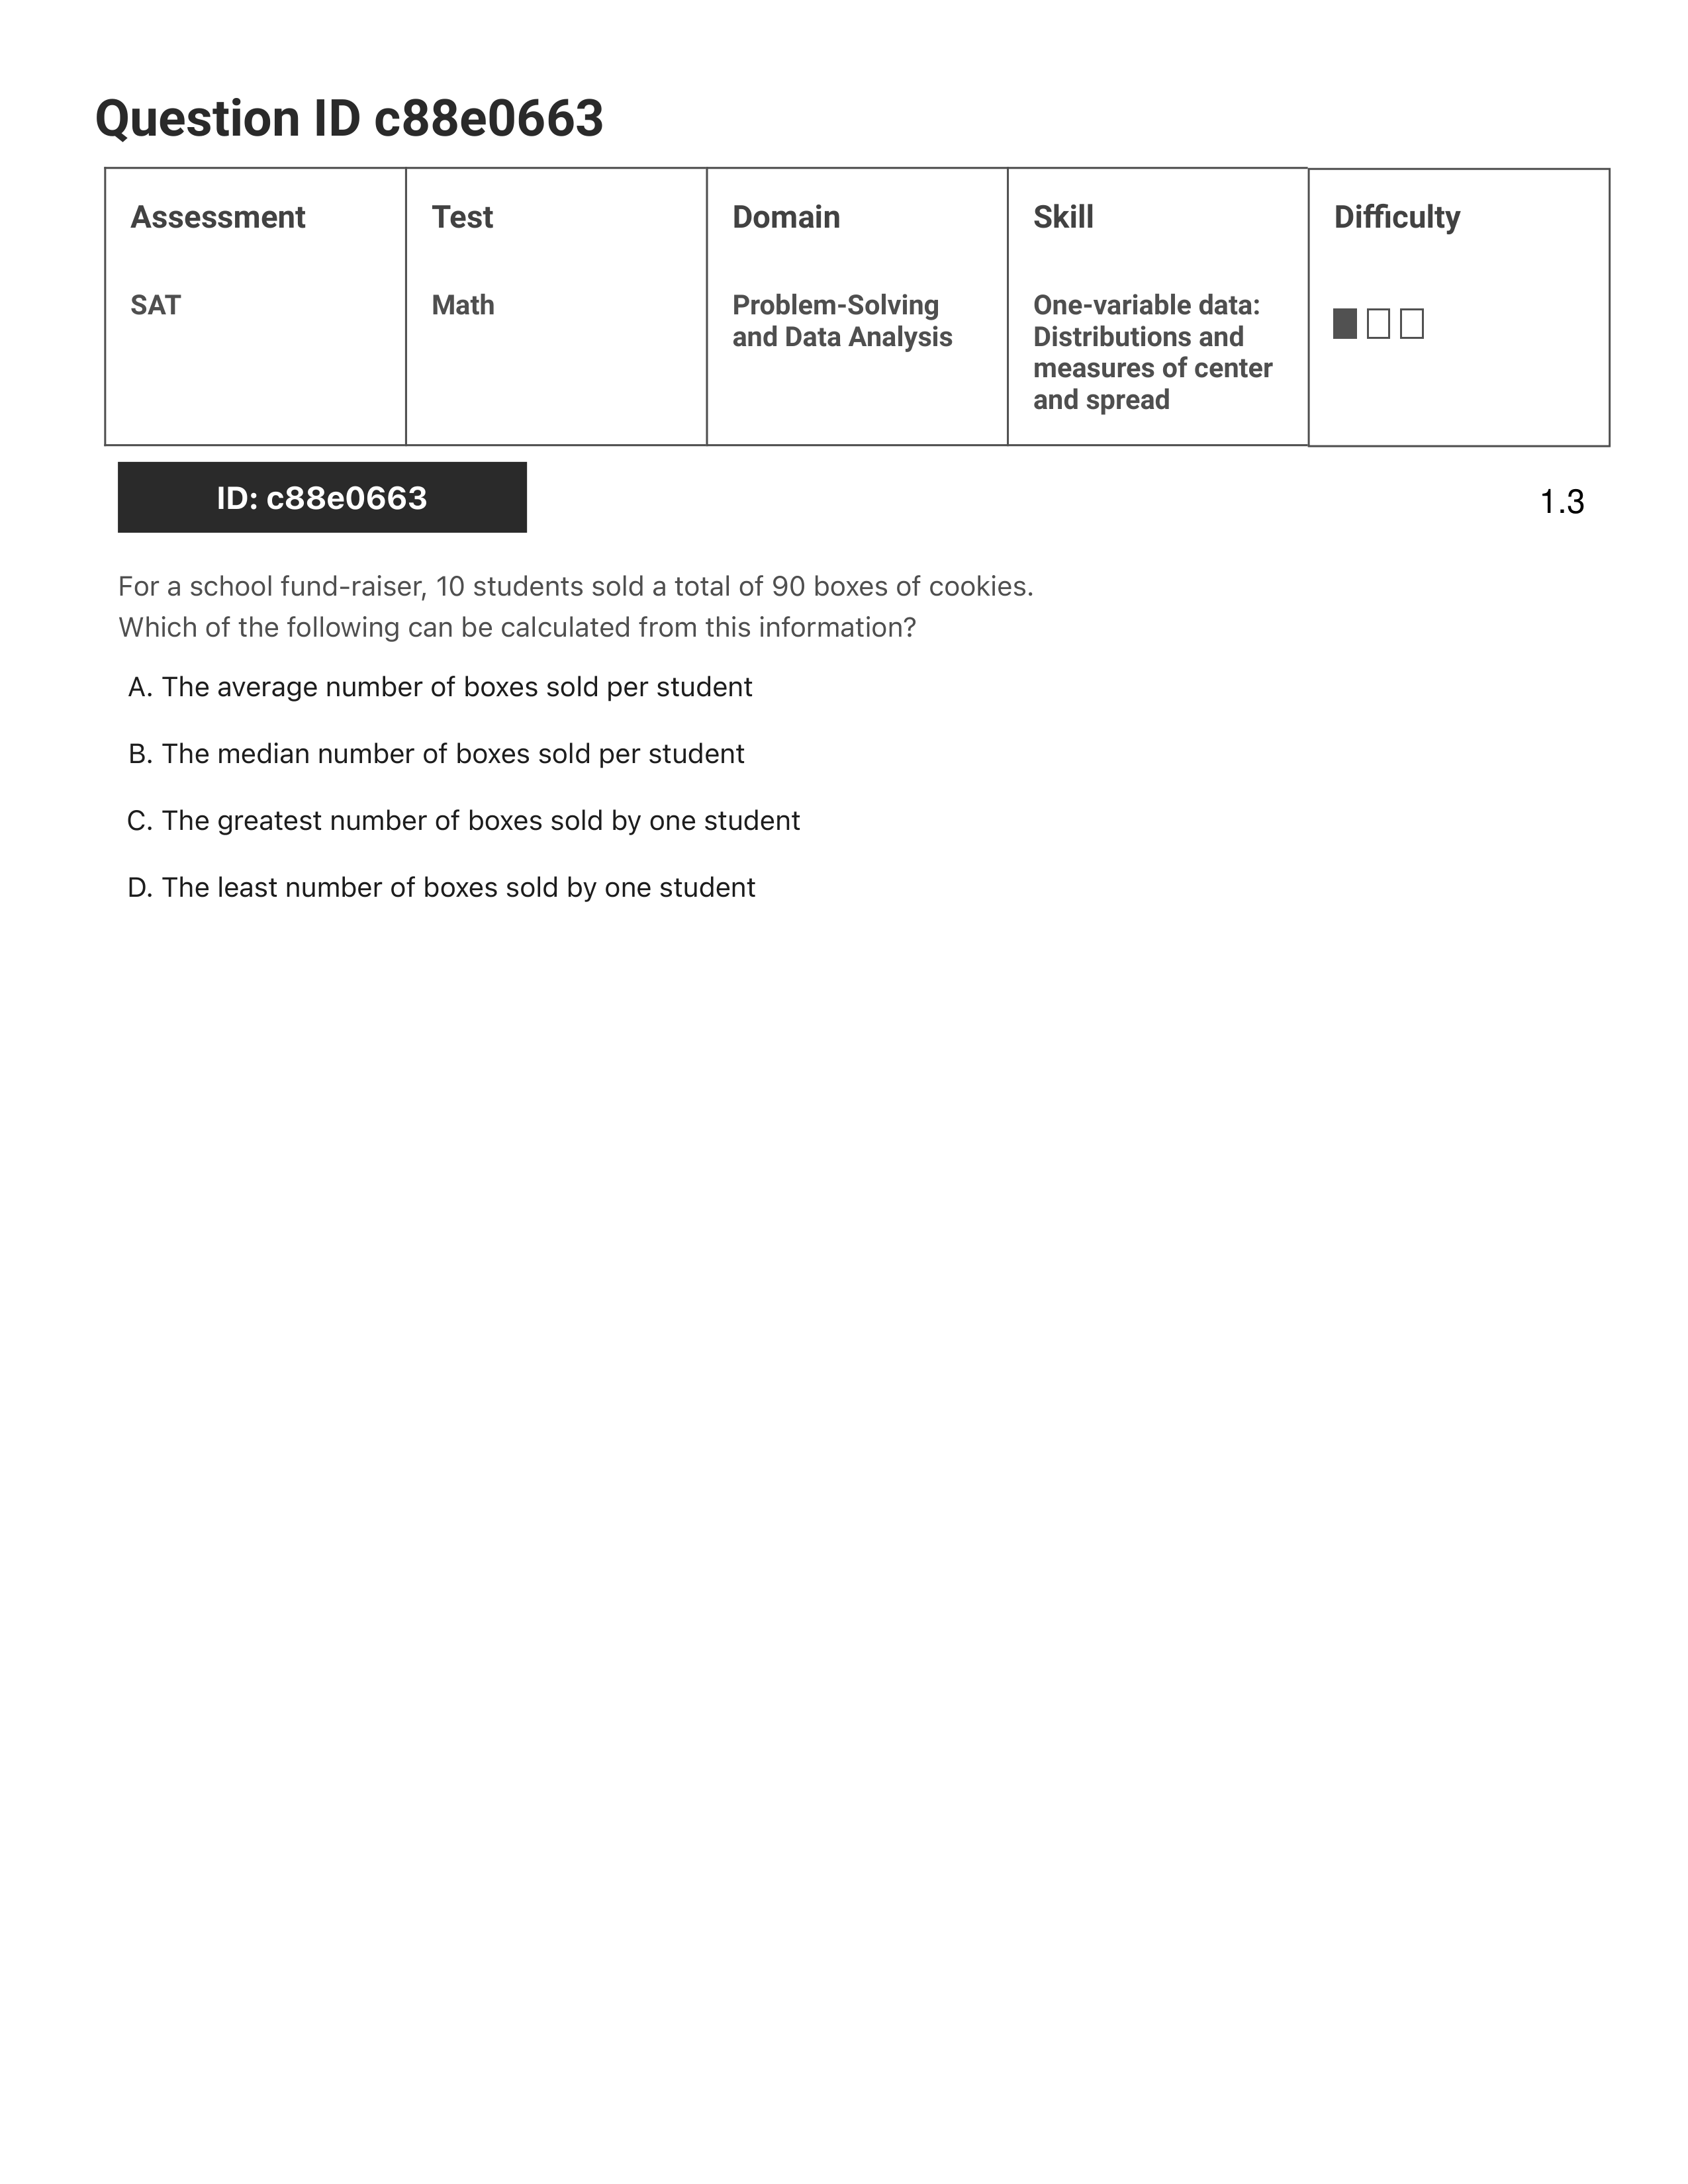 Question ID c88e0663
Assessment
Test
Domain
Skill
Difficulty
SAT
Math
Problem-Solving
and Data Analysis
One-variable data:
Distributions and
measures of center
and spread
ID: c88e0663
1.3
For a school fund-raiser, 10 students sold a total of 90 boxes of cookies.
Which of the following can be calculated from this information?
A. The average number of boxes sold per student
B. The median number of boxes sold per student
C. The greatest number of boxes sold by one student
D. The least number of boxes sold by one student